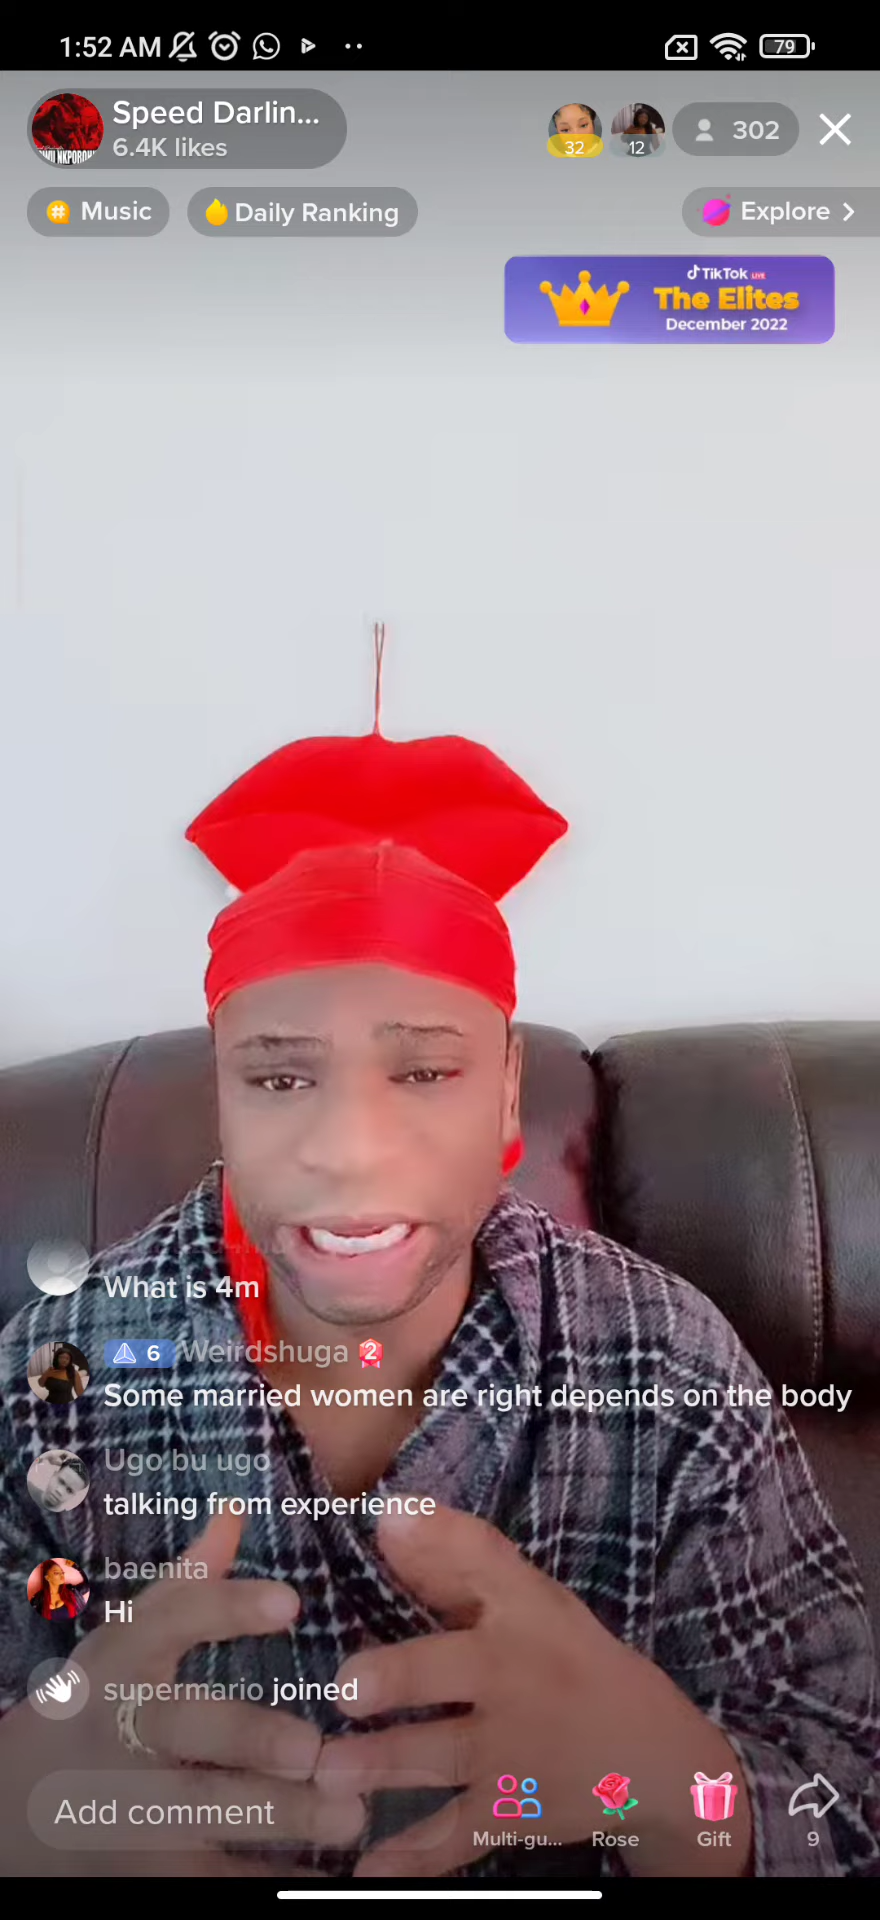 1:52 AM
79
Speed Darlin...
6.4K likes
32
12
302
Music
Daily Ranking
Explore
TikTok LIVE
The Elites
December 2022
What is 4m
6 Weirdshuga 2
Some married women are right depends on the body
Ugo bu ugo
talking from experience
baenita
Hi
supermario joined
Add comment
Multi-gu...
Rose
Gift
9